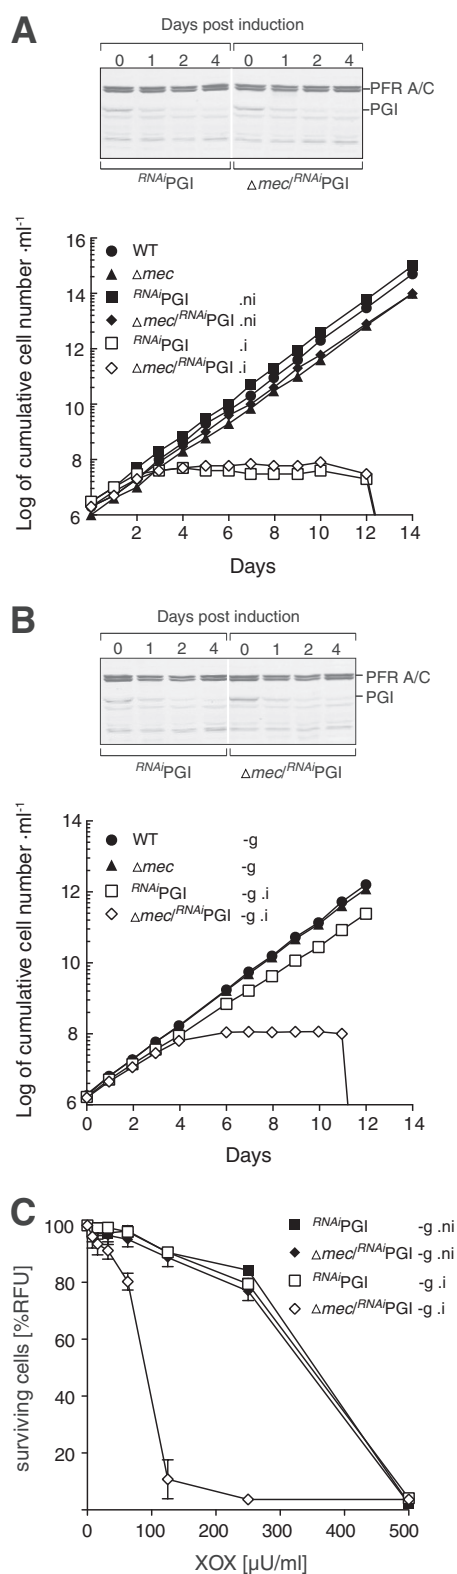 A
Days post induction
0 1 2 4 0 1 2 4
PFR A/C
PGI
RNAiPGI Δmec/RNAiPGI
Log of cumulative cell number ·ml-1
16
14
12
10
8
6
WT
Δmec
RNAiPGI .ni
Δmec/RNAiPGI .ni
RNAiPGI .i
Δmec/RNAiPGI .i
2 4 6 8 10 12 14
Days
B
Days post induction
0 1 2 4 0 1 2 4
PFR A/C
PGI
RNAiPGI Δmec/RNAiPGI
Log of cumulative cell number ·ml-1
14
12
10
8
6
WT -g
Δmec -g
RNAiPGI -g .i
Δmec/RNAiPGI -g .i
0 2 4 6 8 10 12 14
Days
C
surviving cells [%RFU]
100
80
60
40
20
RNAiPGI -g .ni
Δmec/RNAiPGI -g .ni
RNAiPGI -g .i
Δmec/RNAiPGI -g .i
0 100 200 300 400 500
XOX [µU/ml]